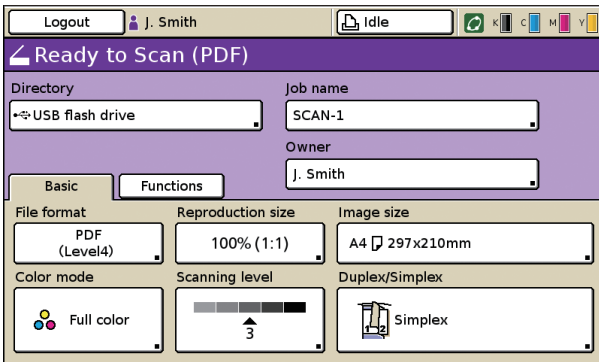 Logout
J. Smith
Idle
K C M Y
Ready to Scan (PDF)
Directory
USB flash drive
Job name
SCAN-1
Owner
J. Smith
Basic
Functions
File format
PDF
(Level4)
Reproduction size
100% (1:1)
Image size
A4 297x210mm
Color mode
Full color
Scanning level
3
Duplex/Simplex
1 2
Simplex